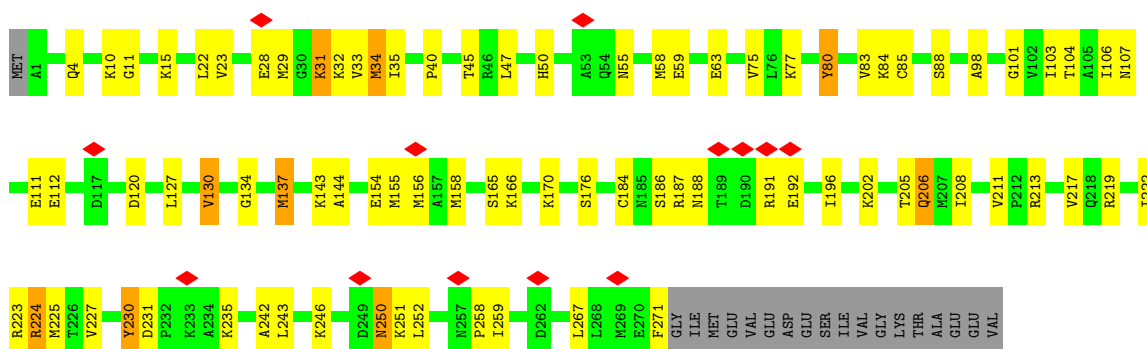 MET A1 Q4 K10 G11 K15 L22 V23 E28 M29 G30 K31 K32 V33 M34 I35 P40 T45 R46 L47 H50 A53 Q54 N55 M58 E59 E63 V75 L76 K77 Y80 V83 K84 C85 S88 A98 G101 V102 I103 T104 A105 I106 N107
E111 E112 D117 D120 L127 V130 G134 M137 K143 A144 E154 M155 M156 A157 M158 S165 K166 K170 S176 C184 N185 S186 R187 N188 T189 D190 R191 E192 I196 K202 T205 Q206 M207 I208 V211 P212 R213 V217 Q218 R219
R223 R224 M225 T226 V227 Y230 D231 P232 K233 A234 K235 A242 L243 K246 D249 N250 K251 L252 N257 P258 I259 D262 L267 L268 M269 E270 F271 GLY ILE MET GLU VAL GLU ASP GLU SER ILE VAL GLY LYS THR ALA GLU GLU VAL